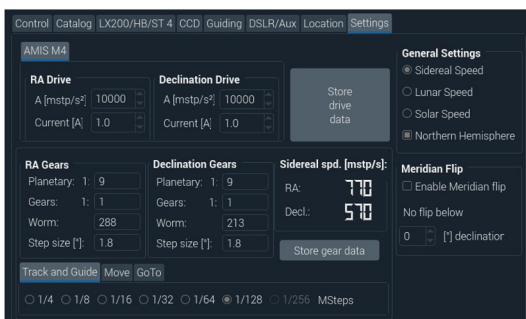 Control Catalog LX200/HB/ST 4 CCD Guiding DSLR/Aux Location Settings
AMIS M4
RA Drive
A [mstp/s²] 10000
Current [A] 1.0
Declination Drive
A [mstp/s²] 10000
Current [A] 1.0
Store
drive
data
RA Gears
Planetary: 1: 9
Gears: 1: 1
Worm: 288
Step size [°]: 1.8
Declination Gears
Planetary: 1: 9
Gears: 1: 1
Worm: 213
Step size [°]: 1.8
Sidereal spd. [mstp/s]:
RA: 770
Decl.: 570
Store gear data
Track and Guide Move GoTo
1/4 1/8 1/16 1/32 1/64 1/128 1/256 MSteps
General Settings
Sidereal Speed
Lunar Speed
Solar Speed
Northern Hemisphere
Meridian Flip
Enable Meridian flip
No flip below
0 [°] declination